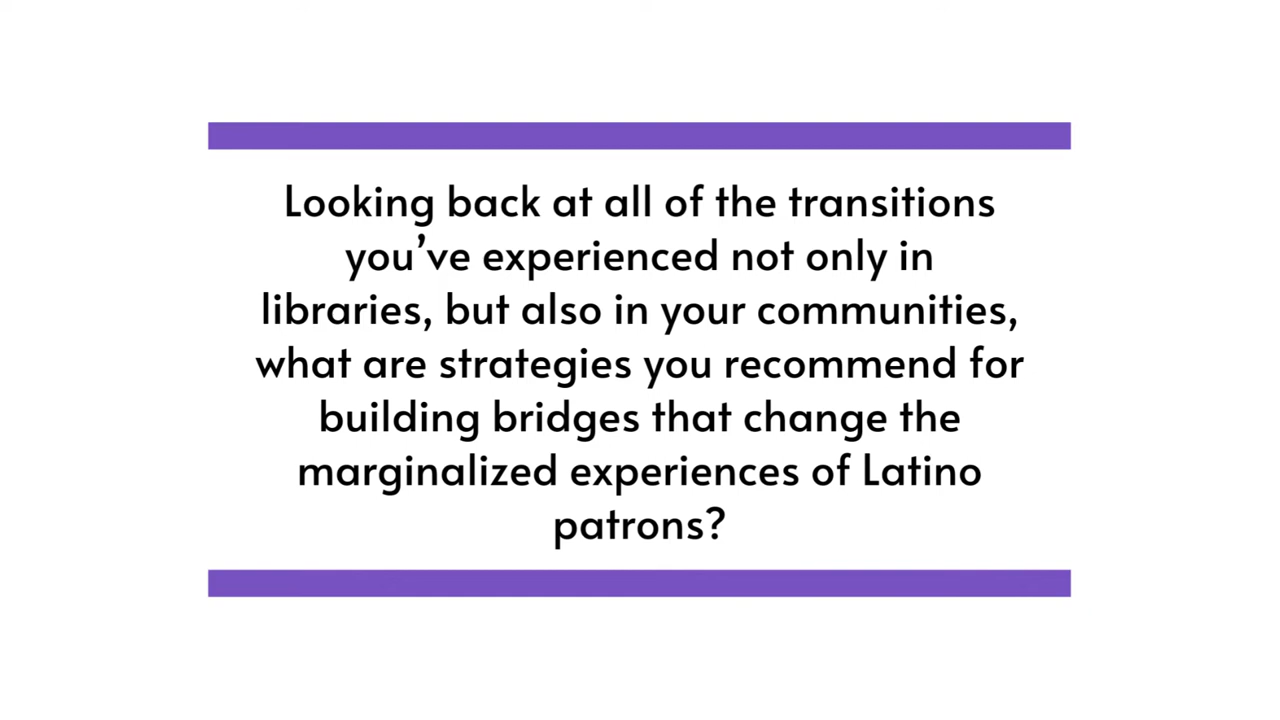 Looking back at all of the transitions
you’ve experienced not only in
libraries, but also in your communities,
what are strategies you recommend for
building bridges that change the
marginalized experiences of Latino
patrons?